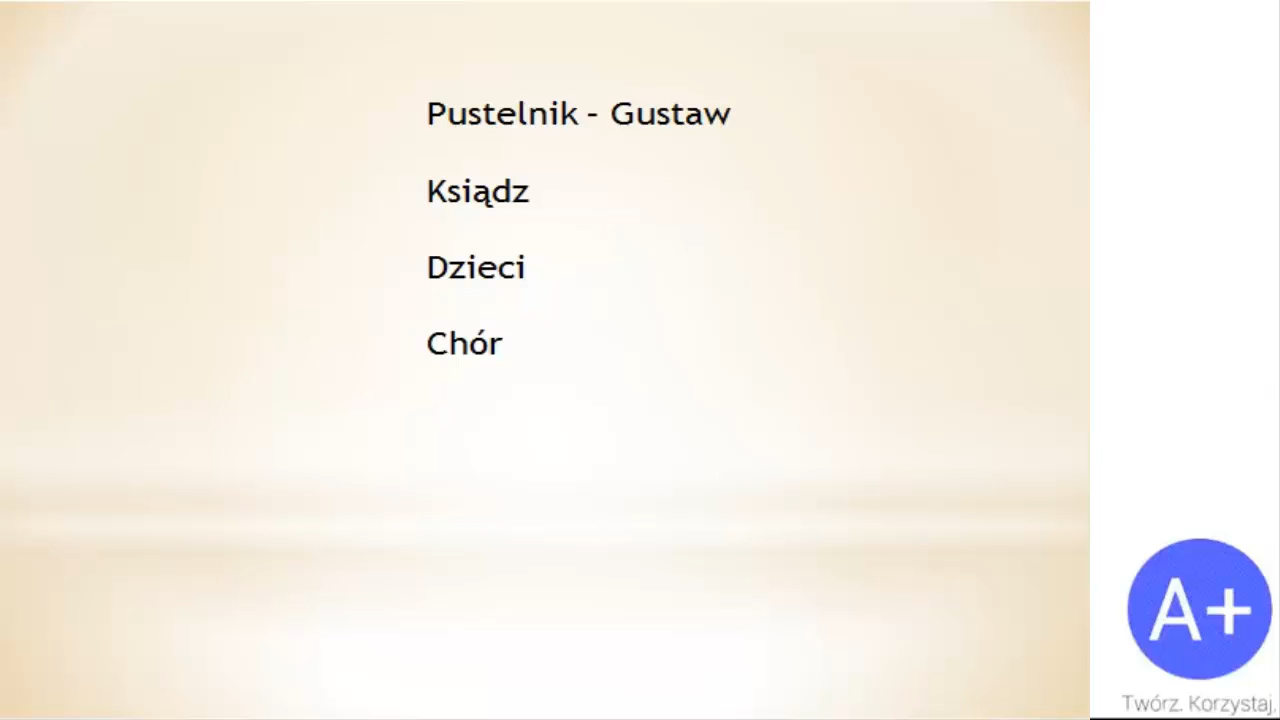 Pustelnik - Gustaw
Ksiądz
Dzieci
Chór
A+
Twórz. Korzystaj.